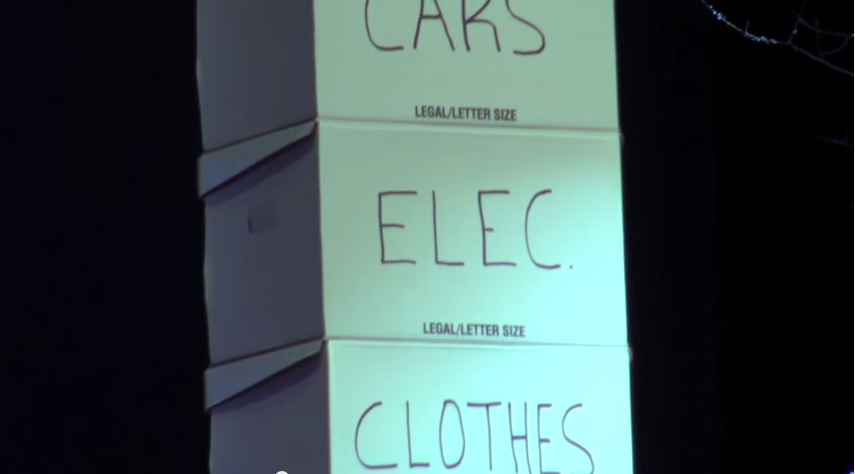 CARS
LEGAL/LETTER SIZE
ELEC.
LEGAL/LETTER SIZE
CLOTHES